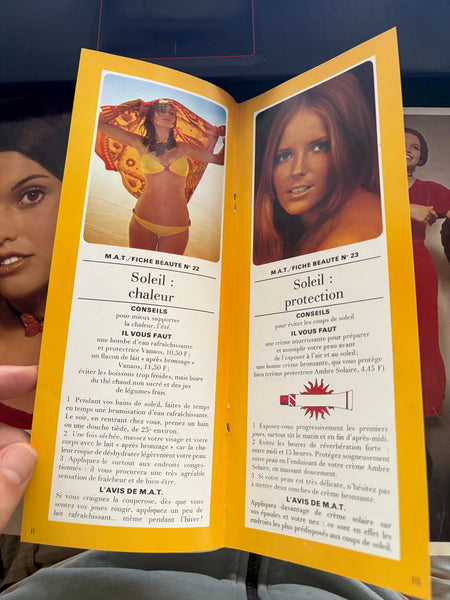 M.A.T./FICHE BEAUTÉ N° 22
Soleil :
chaleur
CONSEILS
pour mieux supporter
la chaleur, l'été.
IL VOUS FAUT
une bombe d'eau rafraîchissante
et protectrice Vanaos, 10,50 F;
un flacon de lait « après bronzage »
Vanaos, 11,50 F;
éviter les boissons trop froides, mais boire
du thé chaud non sucré et des jus
de légumes frais.
1 Pendant vos bains de soleil, faites de temps
en temps une brumisation d'eau rafraîchissante.
Le soir, en rentrant chez vous, prenez un bain
ou une douche tiède, de 25° environ.
2 Une fois séchée, massez votre visage et votre
corps avec le lait « après bronzage » car la cha-
leur risque de déshydrater légèrement votre peau.
3 Appliquez-le surtout aux endroits conges-
tionnés : il vous procurera une très agréable
sensation de fraîcheur et de bien-être.
L'AVIS DE M.A.T.
Si vous craignez la couperose, dès que vous
sentez vos joues rougir, appliquez un peu de
lait rafraîchissant... même pendant l'hiver!
II
M.A.T./FICHE BEAUTÉ N° 23
Soleil :
protection
CONSEILS
pour éviter les coups de soleil.
IL VOUS FAUT
une crème nourrissante pour préparer
et assouplir votre peau avant
de l'exposer à l'air et au soleil;
une bonne crème bronzante, qui vous protège
bien (crème protectrice Ambre Solaire, 4,45 F).
1 Exposez-vous progressivement les premiers
jours, surtout tôt le matin et en fin d'après-midi.
2 Évitez les heures de réverbération forte :
entre midi et 15 heures. Protégez soigneusement
votre peau en l'enduisant de votre crème Ambre
Solaire, en massant doucement.
3 Si votre peau est très délicate, n'hésitez pas
à mettre deux couches de crème bronzante.
L'AVIS DE M.A.T.
Appliquez davantage de crème solaire sur
vos épaules et votre nez : ce sont en effet les
endroits les plus prédisposés aux coups de soleil.